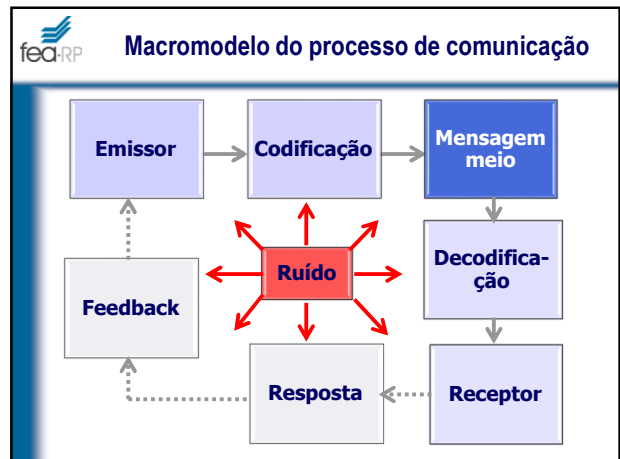 fea-RP
Macromodelo do processo de comunicação
Emissor
Codificação
Mensagem
meio
Decodifica-
ção
Receptor
Resposta
Feedback
Ruído